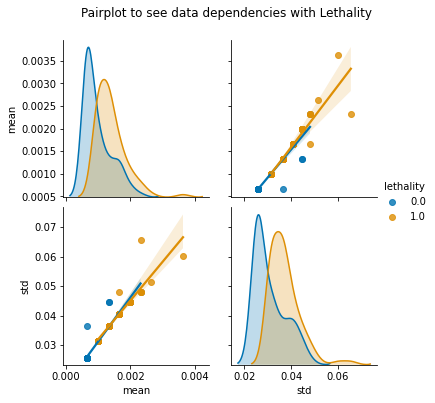 Pairplot to see data dependencies with Lethality
0.0035
0.0030
0.0025
0.0020
0.0015
0.0010
0.0005
mean
lethality
0.0
1.0
0.07
0.06
0.05
0.04
0.03
std
0.000 0.002 0.004
mean
0.02 0.04 0.06
std